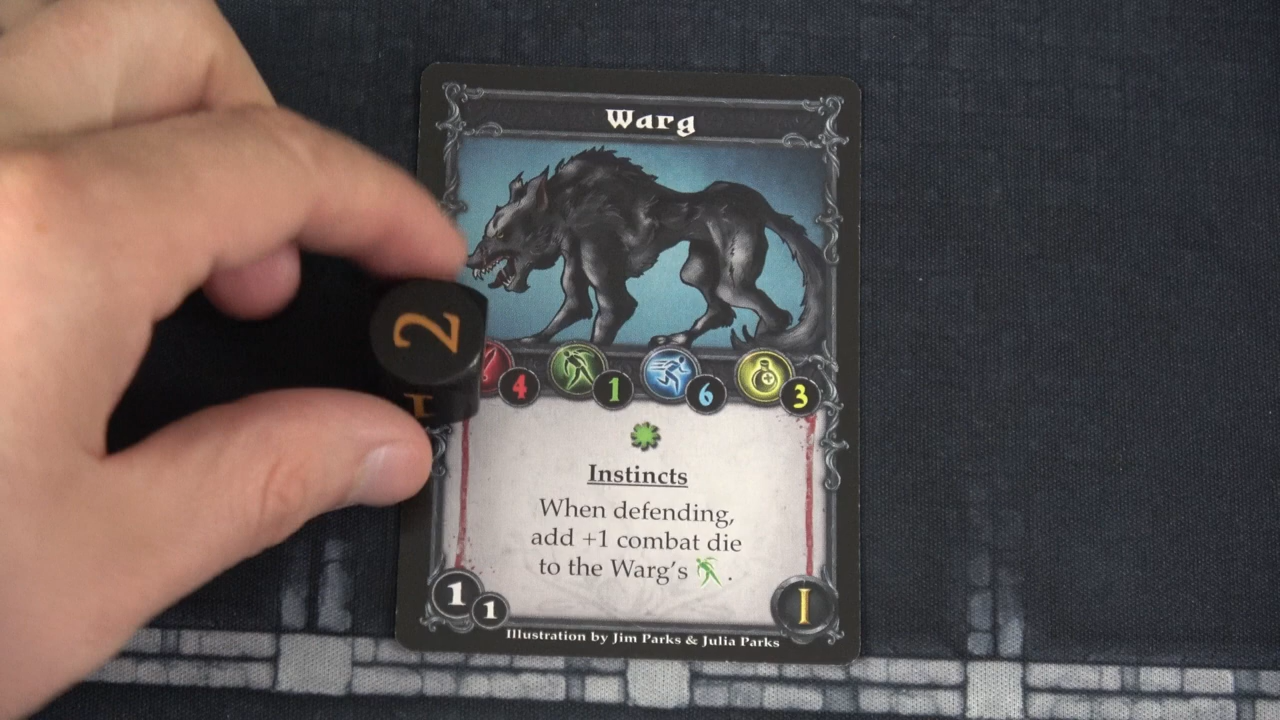 Warg
2
I
4 1 6 3
Instincts
When defending,
add +1 combat die
to the Warg's .
1 1 I
Illustration by Jim Parks & Julia Parks